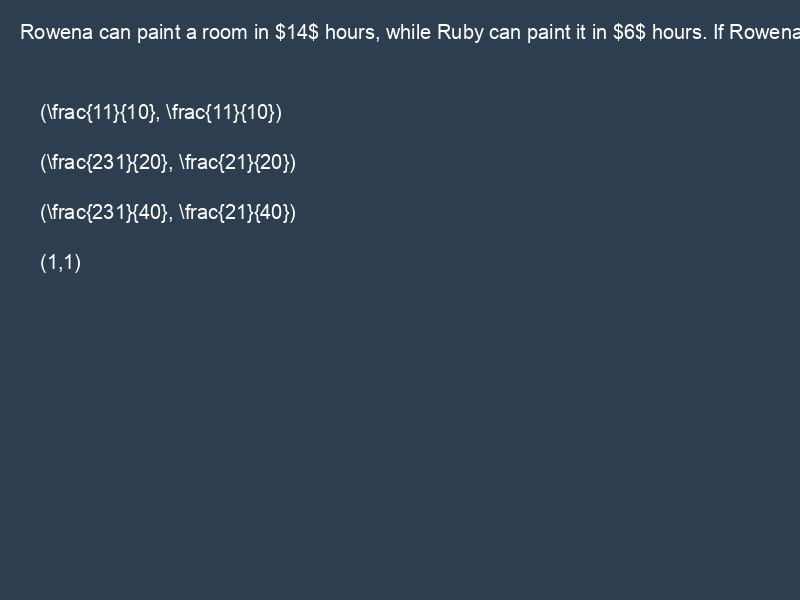 Rowena can paint a room in $14$ hours, while Ruby can paint it in $6$ hours. If Rowena
(\frac{11}{10}, \frac{11}{10})
(\frac{231}{20}, \frac{21}{20})
(\frac{231}{40}, \frac{21}{40})
(1,1)